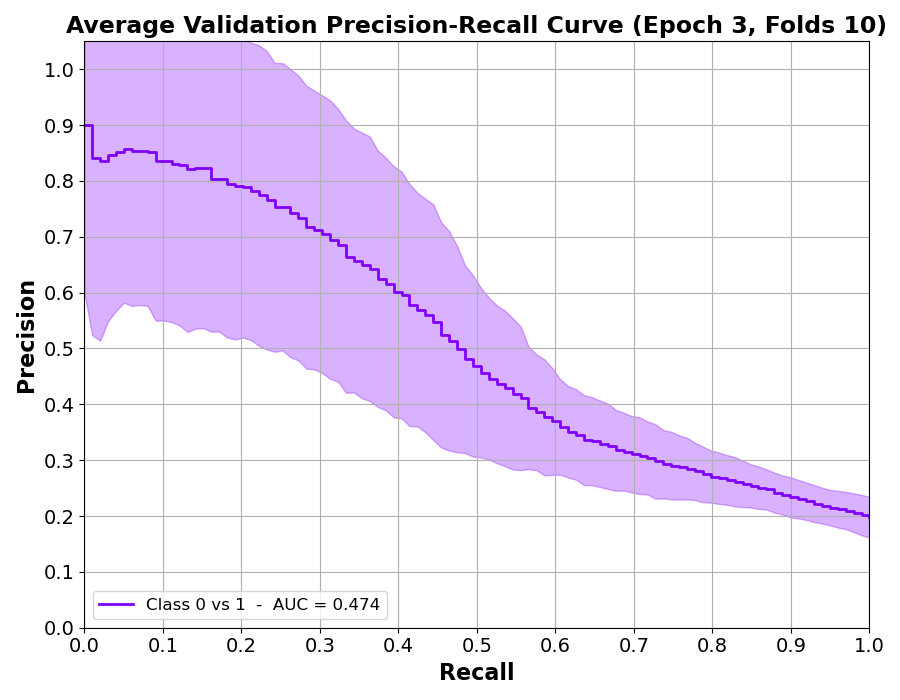 Average Validation Precision-Recall Curve (Epoch 3, Folds 10)
Precision
1.0
0.9
0.8
0.7
0.6
0.5
0.4
0.3
0.2
0.1
0.0
Class 0 vs 1 - AUC = 0.474
0.0 0.1 0.2 0.3 0.4 0.5 0.6 0.7 0.8 0.9 1.0
Recall